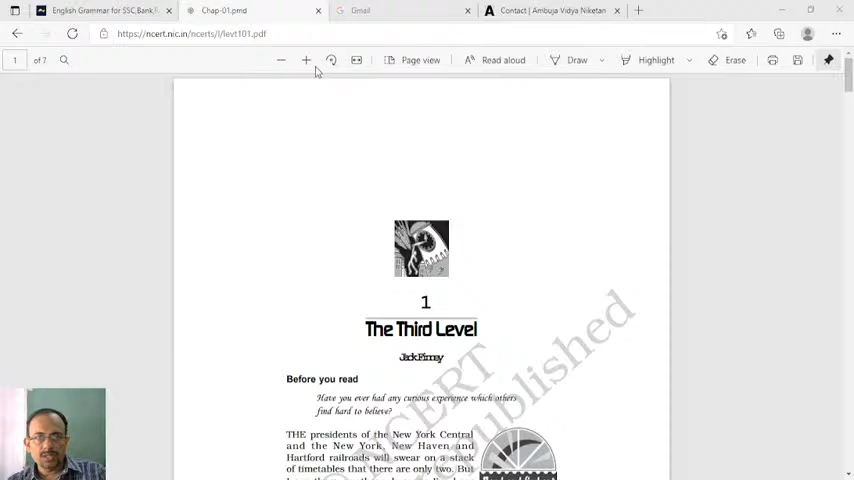 English Grammar for SSC,Bank,
Chap-01.pmd
Gmail
Contact | Ambuja Vidya Niketan
https://ncert.nic.in/ncerts/l/levt101.pdf
1 of 7
Page view
Read aloud
Draw
Highlight
Erase
1
The Third Level
Jack Finney
Before you read
Have you ever had any curious experience which others
find hard to believe?
THE presidents of the New York Central
and the New York, New Haven and
Hartford railroads will swear on a stack
of timetables that there are only two. But
© NCERT
republished